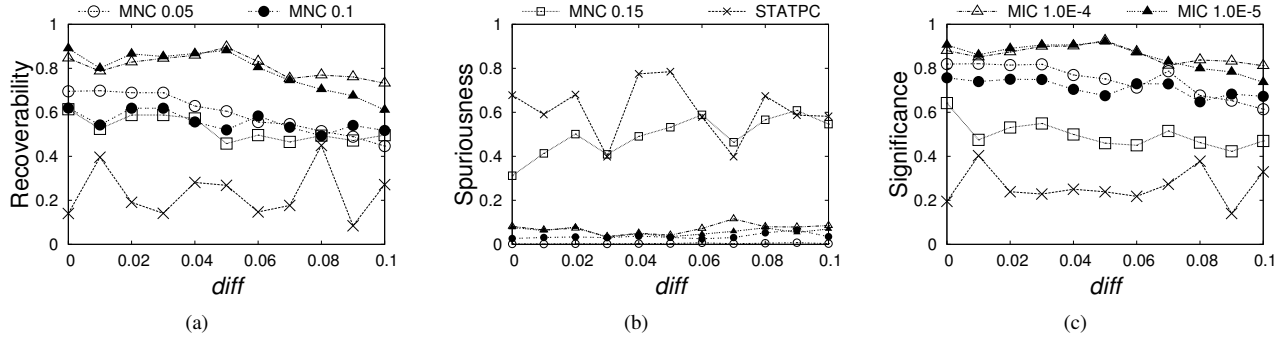 MNC 0.05 MNC 0.1
1
0.8
0.6
0.4
0.2
0
Recoverability
0 0.02 0.04 0.06 0.08 0.1
diff
(a)
MNC 0.15 STATPC
1
0.8
0.6
0.4
0.2
0
Spuriousness
0 0.02 0.04 0.06 0.08 0.1
diff
(b)
MIC 1.0E-4 MIC 1.0E-5
1
0.8
0.6
0.4
0.2
0
Significance
0 0.02 0.04 0.06 0.08 0.1
diff
(c)